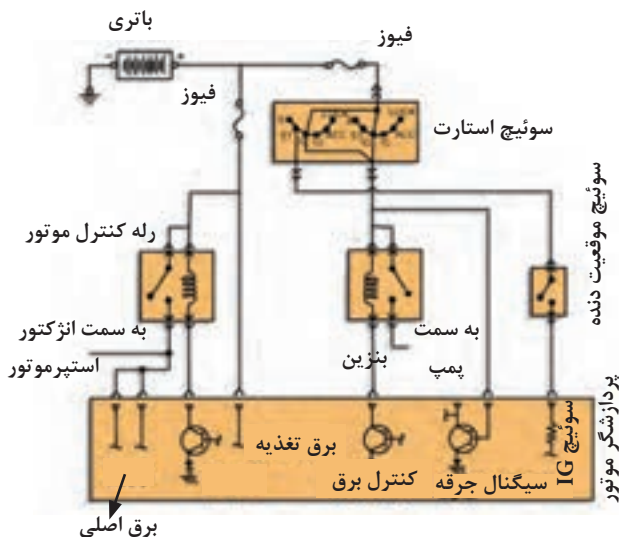 باتری
فیوز
فیوز
سوئیچ استارت
سوئیچ موقعیت دنده
رله کنترل موتور
به سمت انژکتور
استپرموتور
به سمت
بنزین
پمپ
پردازشگر موتور
سوئیچ IG
برق تغذیه
کنترل برق
سیگنال جرقه
برق اصلی